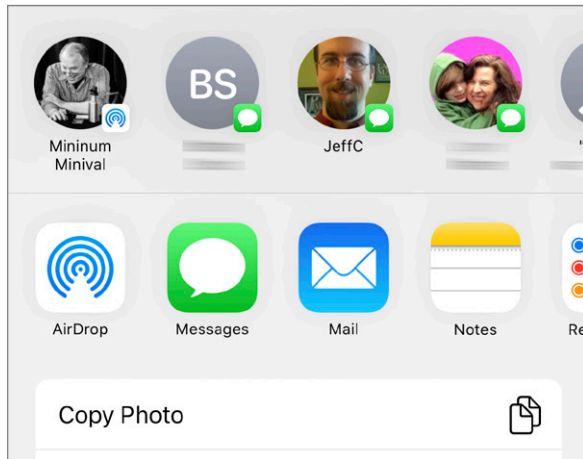 BS
Mininum
Minival
JeffC
AirDrop
Messages
Mail
Notes
Copy Photo